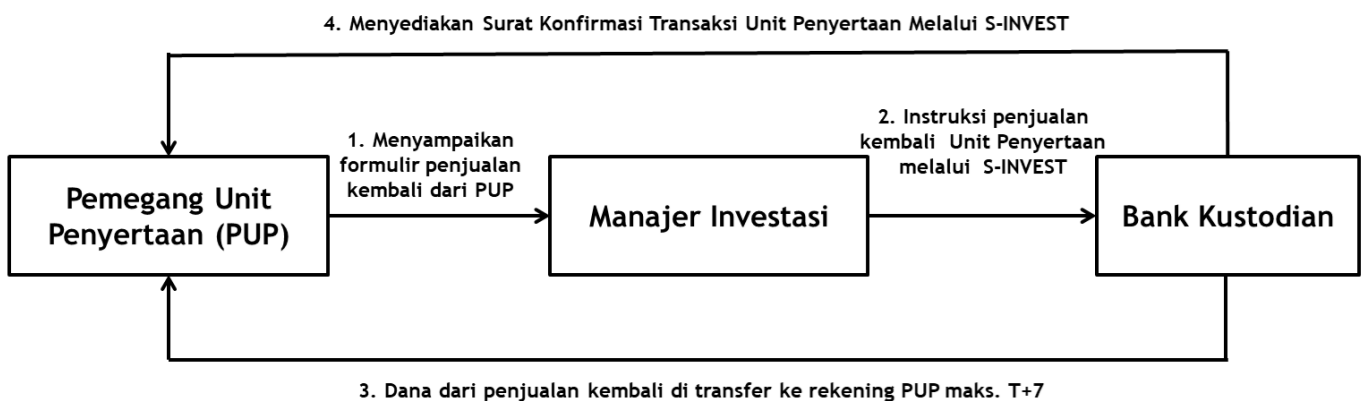 4. Menyediakan Surat Konfirmasi Transaksi Unit Penyertaan Melalui S-INVEST
1. Menyampaikan
formulir penjualan
kembali dari PUP
2. Instruksi penjualan
kembali Unit Penyertaan
melalui S-INVEST
Pemegang Unit
Penyertaan (PUP)
Manajer Investasi
Bank Kustodian
3. Dana dari penjualan kembali di transfer ke rekening PUP maks. T+7